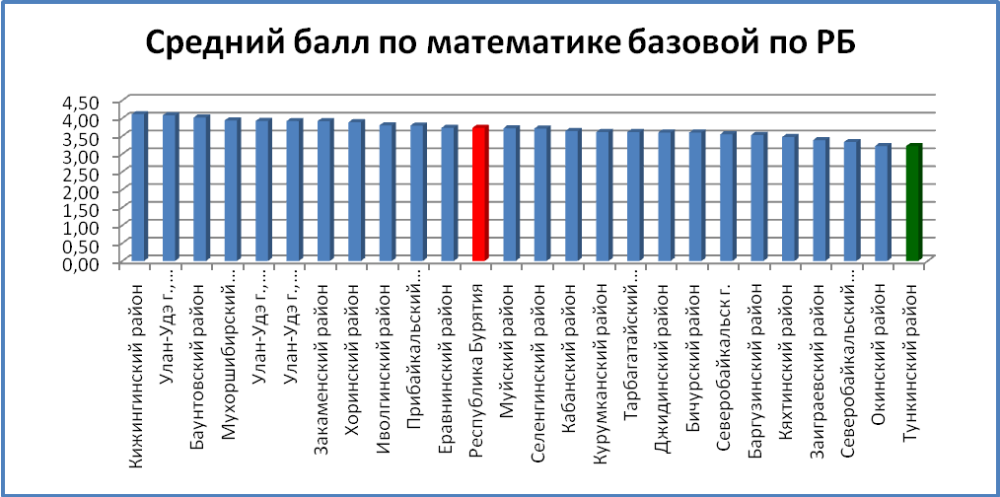 Средний балл по математике базовой по РБ
4,50
4,00
3,50
3,00
2,50
2,00
1,50
1,00
0,50
0,00
Кижингинский район
Улан-Удэ г.,...
Баунтовский район
Мухоршибирский...
Улан-Удэ г.,...
Улан-Удэ г.,...
Закаменский район
Хоринский район
Иволгинский район
Прибайкальский...
Еравнинский район
Республика Бурятия
Муйский район
Селенгинский район
Кабанский район
Курумканский район
Тарбагатайский...
Джидинский район
Бичурский район
Северобайкальск г.
Баргузинский район
Кяхтинский район
Заиграевский район
Северобайкальский...
Окинский район
Тункинский район